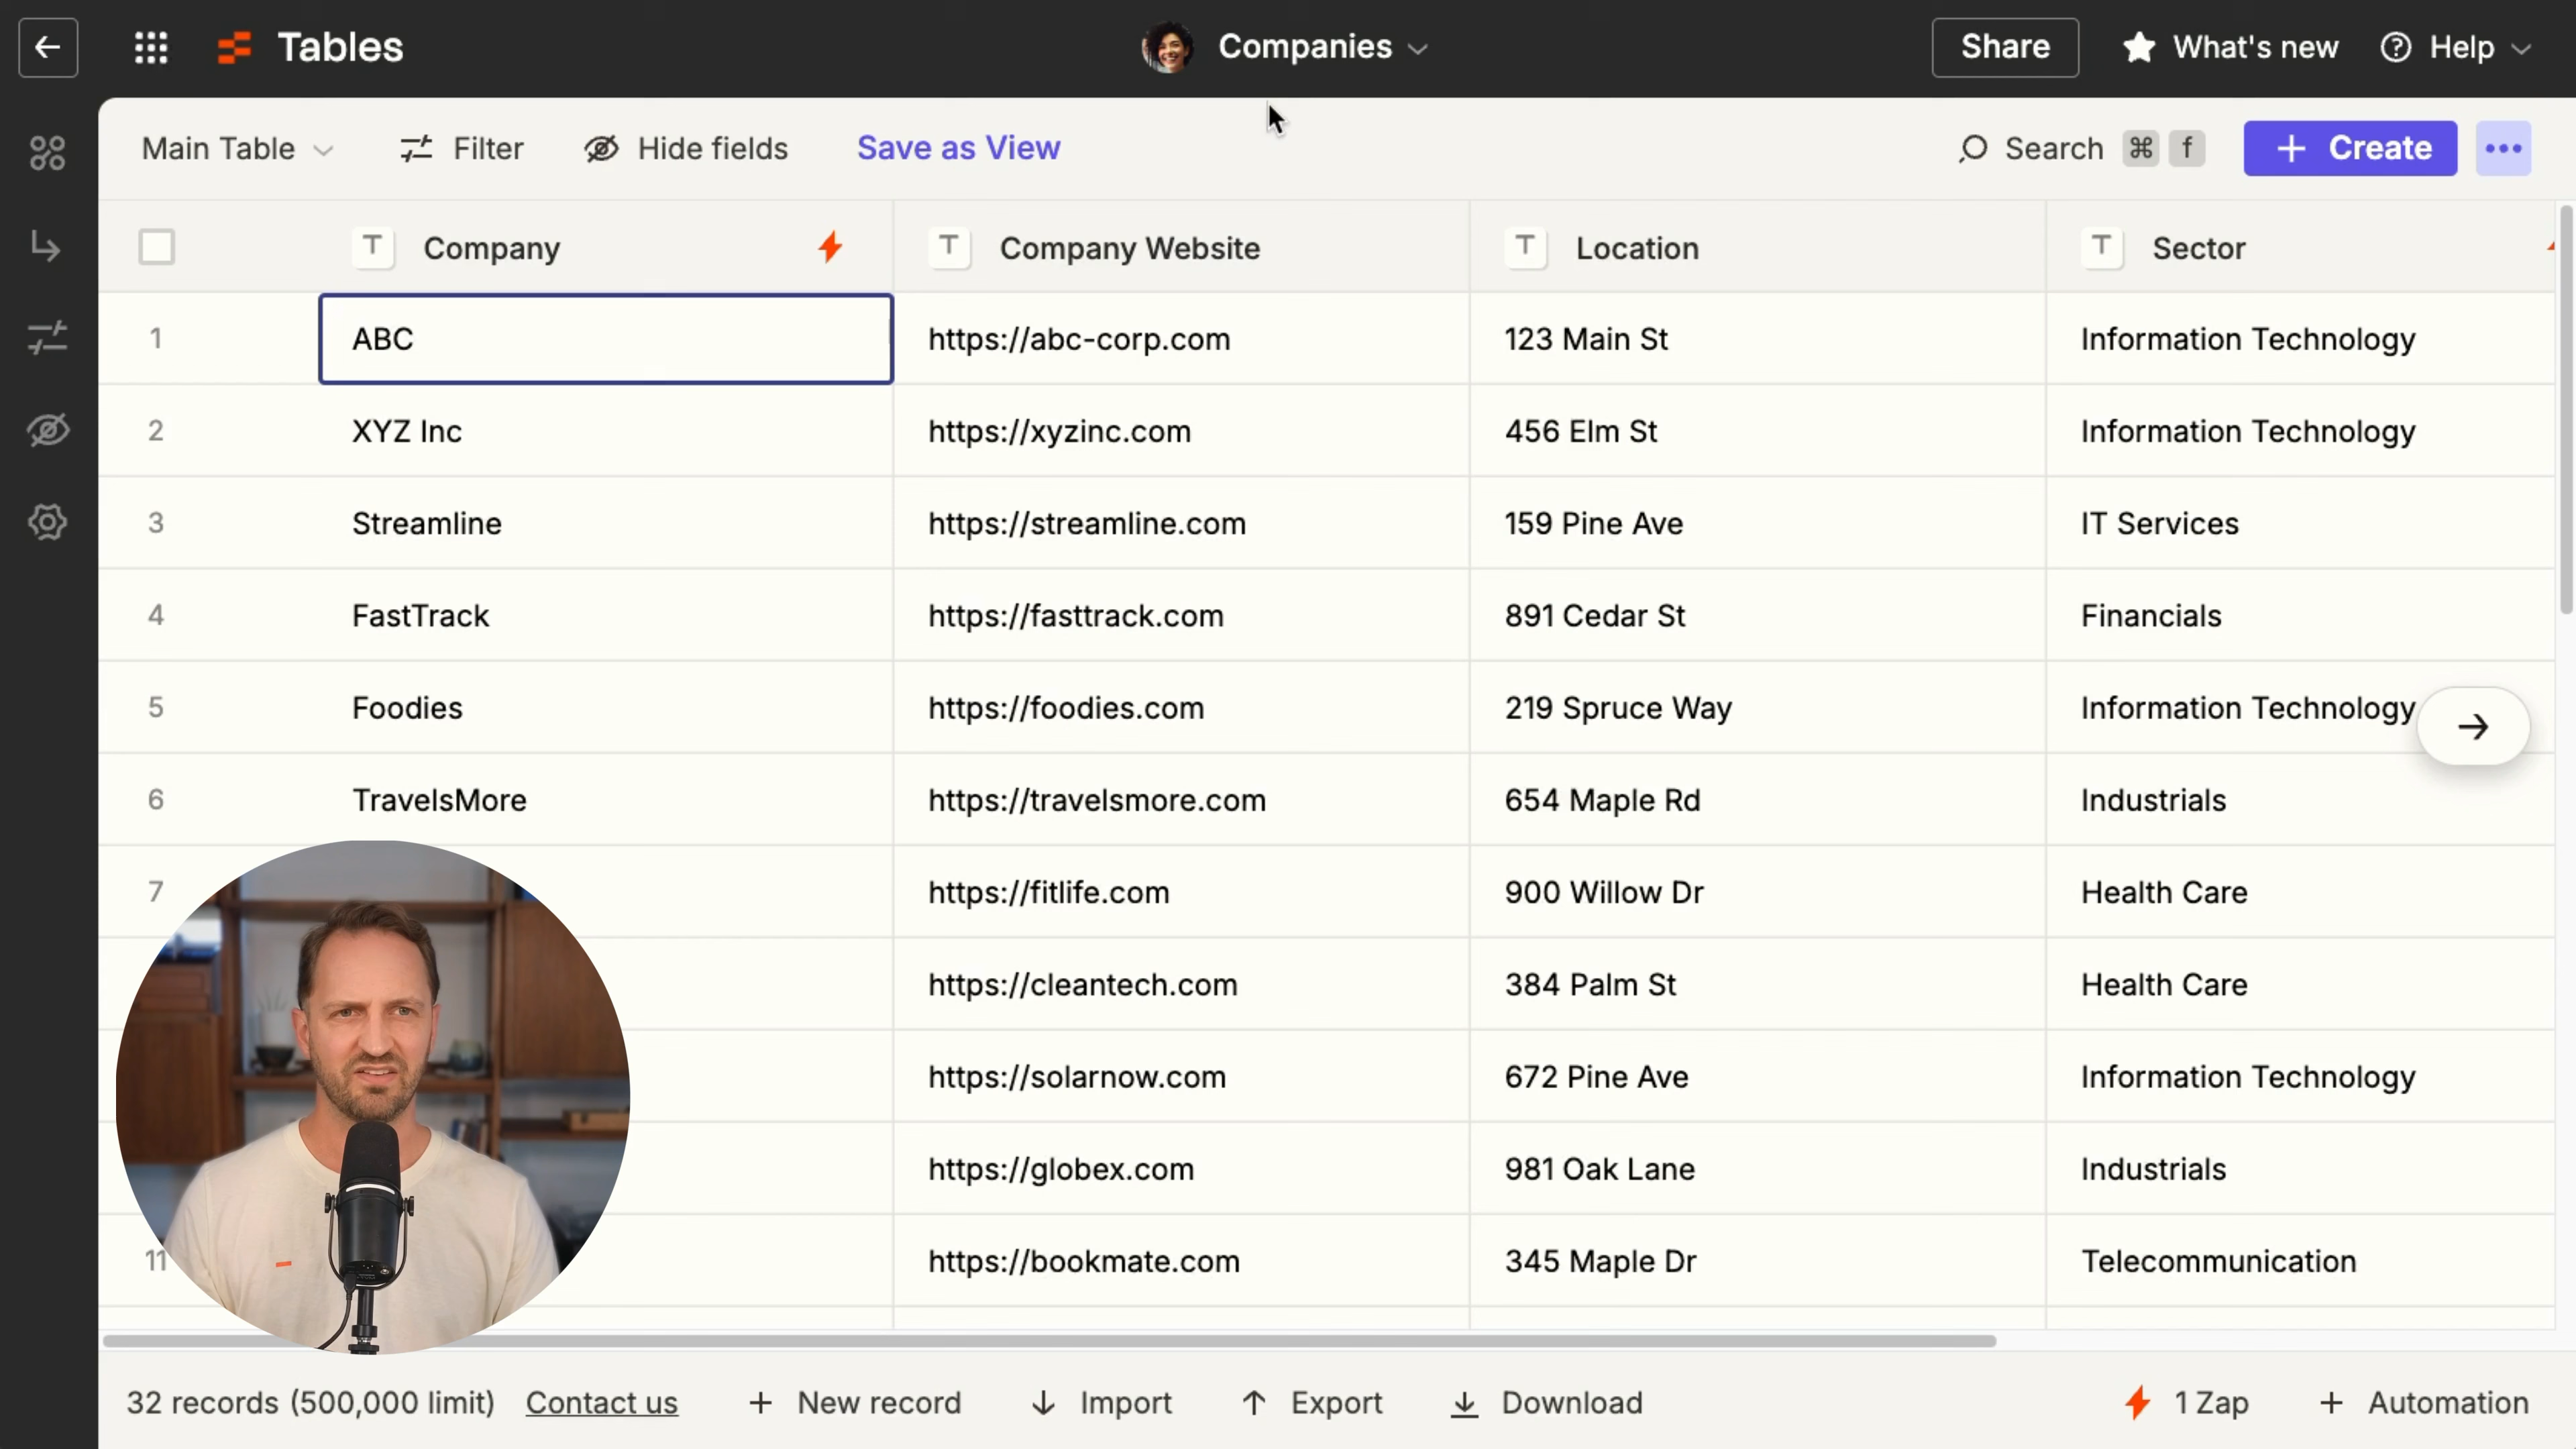 Tables
Companies
Share
What's new
Help
Main Table
Filter
Hide fields
Save as View
Search ⌘ f
+ Create
T Company
T Company Website
T Location
T Sector
1 ABC https://abc-corp.com 123 Main St Information Technology
2 XYZ Inc https://xyzinc.com 456 Elm St Information Technology
3 Streamline https://streamline.com 159 Pine Ave IT Services
4 FastTrack https://fasttrack.com 891 Cedar St Financials
5 Foodies https://foodies.com 219 Spruce Way Information Technology
6 TravelsMore https://travelsmore.com 654 Maple Rd Industrials
7 https://fitlife.com 900 Willow Dr Health Care
https://cleantech.com 384 Palm St Health Care
https://solarnow.com 672 Pine Ave Information Technology
https://globex.com 981 Oak Lane Industrials
11 https://bookmate.com 345 Maple Dr Telecommunication
32 records (500,000 limit) Contact us + New record Import Export Download 1 Zap + Automation